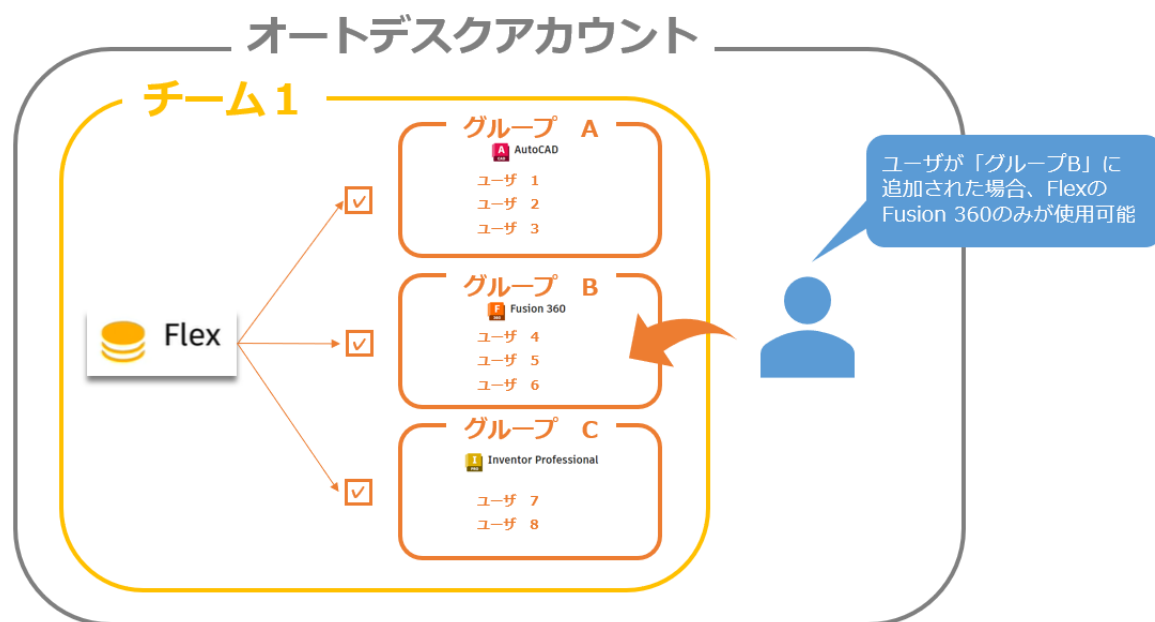 オートデスクアカウント
チーム１
グループ　A
A
CAD
AutoCAD
ユーザ　1
ユーザ　2
ユーザ　3
ユーザが「グループB」に
追加された場合、Flexの
Fusion 360のみが使用可能
グループ　B
F
360
Fusion 360
ユーザ　4
ユーザ　5
ユーザ　6
Flex
グループ　C
I
PRO
Inventor Professional
ユーザ　7
ユーザ　8